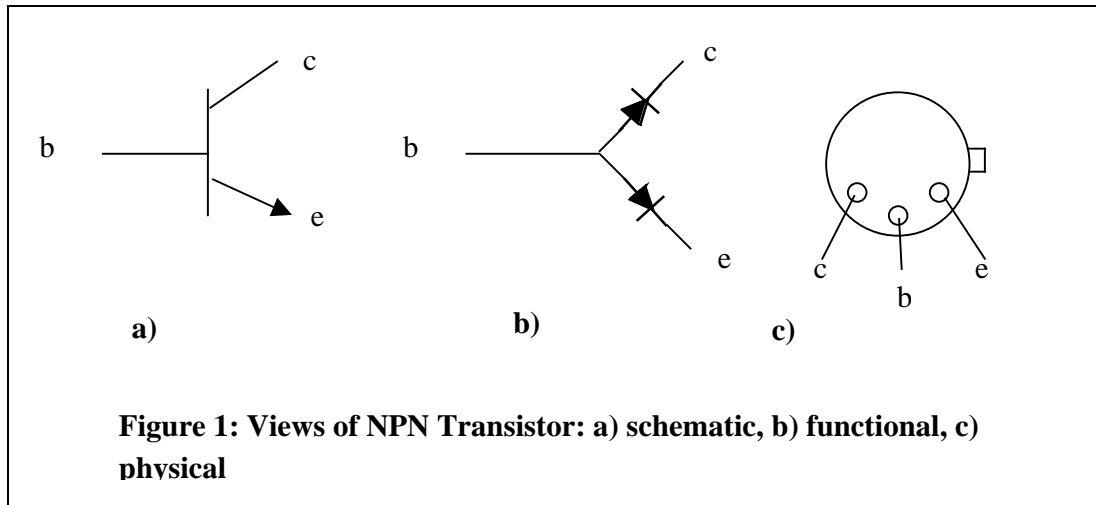 c
b
e
a)
c
b
e
b)
c
b
e
c)
Figure 1: Views of NPN Transistor: a) schematic, b) functional, c)
physical